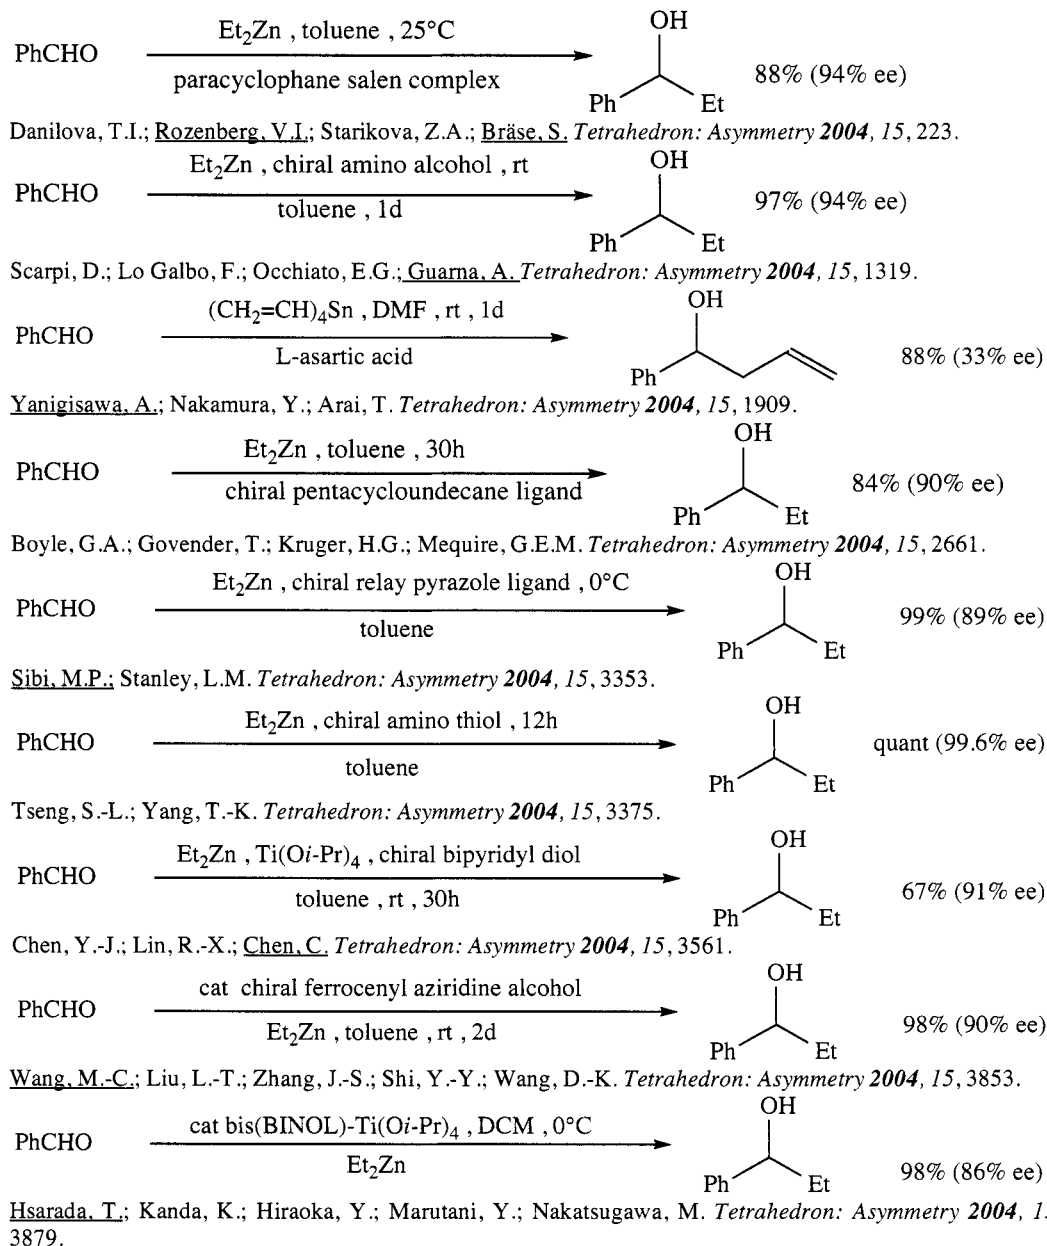 Et₂Zn , toluene , 25°C
OH
PhCHO
paracyclophane salen complex
88% (94% ee)
Ph
Et
Danilova, T.I.; Rozenberg, V.I.; Starikova, Z.A.; Bräse, S. Tetrahedron: Asymmetry 2004, 15, 223.
Et₂Zn , chiral amino alcohol , rt
OH
PhCHO
toluene , 1d
97% (94% ee)
Ph
Et
Scarpi, D.; Lo Galbo, F.; Occhiato, E.G.; Guarna, A. Tetrahedron: Asymmetry 2004, 15, 1319.
(CH₂=CH)₄Sn , DMF , rt , 1d
OH
PhCHO
L-asartic acid
88% (33% ee)
Ph
Yanigisawa, A.; Nakamura, Y.; Arai, T. Tetrahedron: Asymmetry 2004, 15, 1909.
Et₂Zn , toluene , 30h
OH
PhCHO
chiral pentacycloundecane ligand
84% (90% ee)
Ph
Et
Boyle, G.A.; Govender, T.; Kruger, H.G.; Mequire, G.E.M. Tetrahedron: Asymmetry 2004, 15, 2661.
Et₂Zn , chiral relay pyrazole ligand , 0°C
OH
PhCHO
toluene
99% (89% ee)
Ph
Et
Sibi, M.P.; Stanley, L.M. Tetrahedron: Asymmetry 2004, 15, 3353.
Et₂Zn , chiral amino thiol , 12h
OH
PhCHO
toluene
quant (99.6% ee)
Ph
Et
Tseng, S.-L.; Yang, T.-K. Tetrahedron: Asymmetry 2004, 15, 3375.
Et₂Zn , Ti(Oi-Pr)₄ , chiral bipyridyl diol
OH
PhCHO
toluene , rt , 30h
67% (91% ee)
Ph
Et
Chen, Y.-J.; Lin, R.-X.; Chen, C. Tetrahedron: Asymmetry 2004, 15, 3561.
cat chiral ferrocenyl aziridine alcohol
OH
PhCHO
Et₂Zn , toluene , rt , 2d
98% (90% ee)
Ph
Et
Wang, M.-C.; Liu, L.-T.; Zhang, J.-S.; Shi, Y.-Y.; Wang, D.-K. Tetrahedron: Asymmetry 2004, 15, 3853.
cat bis(BINOL)-Ti(Oi-Pr)₄ , DCM , 0°C
OH
PhCHO
Et₂Zn
98% (86% ee)
Ph
Et
Hsarada, T.; Kanda, K.; Hiraoka, Y.; Marutani, Y.; Nakatsugawa, M. Tetrahedron: Asymmetry 2004, 1
3879.